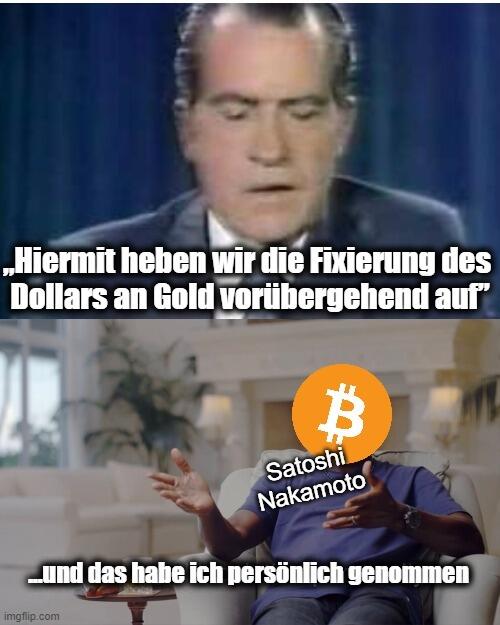 „Hiermit heben wir die Fixierung des
Dollars an Gold vorübergehend auf”
₿
Satoshi
Nakamoto
...und das habe ich persönlich genommen
imgflip.com